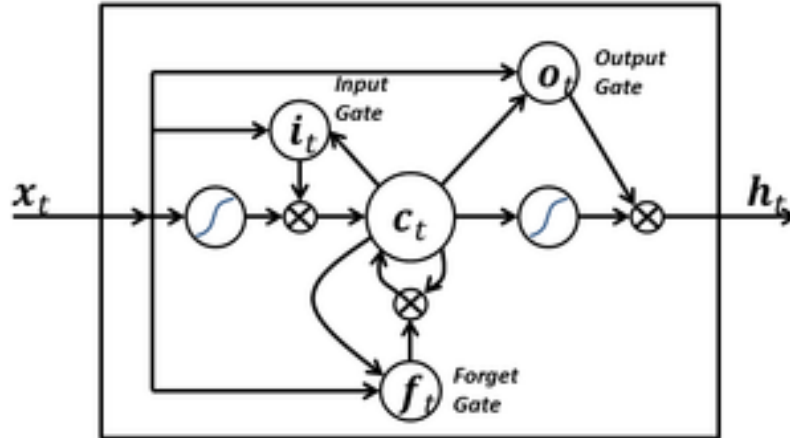 Output
Gate
o_t
Input
Gate
i_t
x_t
c_t
h_t
f_t
Forget
Gate